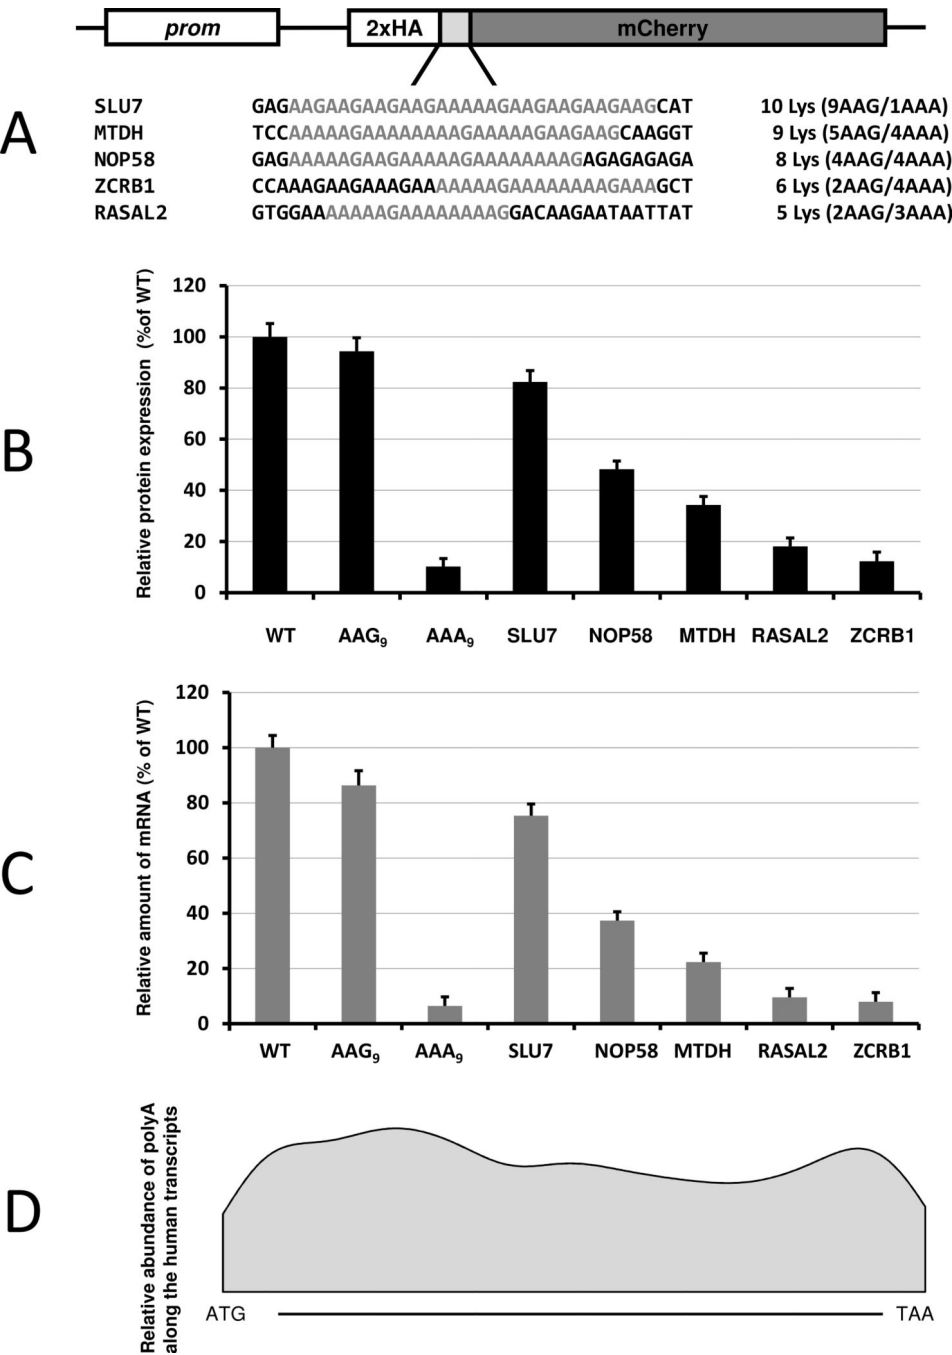 prom 2xHA mCherry
A
SLU7 GAGAAGAAGAAGAAGAAAAAGAAGAAGAAGAAGCAT 10 Lys (9AAG/1AAA)
MTDH TCCAAAAAGAAAAAAAAGAAAAAGAAGAAGCAAGGT 9 Lys (5AAG/4AAA)
NOP58 GAGAAAAAGAAGAAAAAGAAAAAAAAGAGAGAGAGA 8 Lys (4AAG/4AAA)
ZCRB1 CCAAAGAAGAAAGAAAAAAAGAAAAAAAAAAGAAAGCT 6 Lys (2AAG/4AAA)
RASAL2 GTGGAAAAAAAGAAAAAAAAGGACAAGAATAATTAT 5 Lys (2AAG/3AAA)
B
Relative protein expression (%of WT)
120
100
80
60
40
20
0
WT AAG9 AAA9 SLU7 NOP58 MTDH RASAL2 ZCRB1
C
Relative amount of mRNA (% of WT)
120
100
80
60
40
20
0
WT AAG9 AAA9 SLU7 NOP58 MTDH RASAL2 ZCRB1
D
Relative abundance of polyA
along the human transcripts
ATG TAA